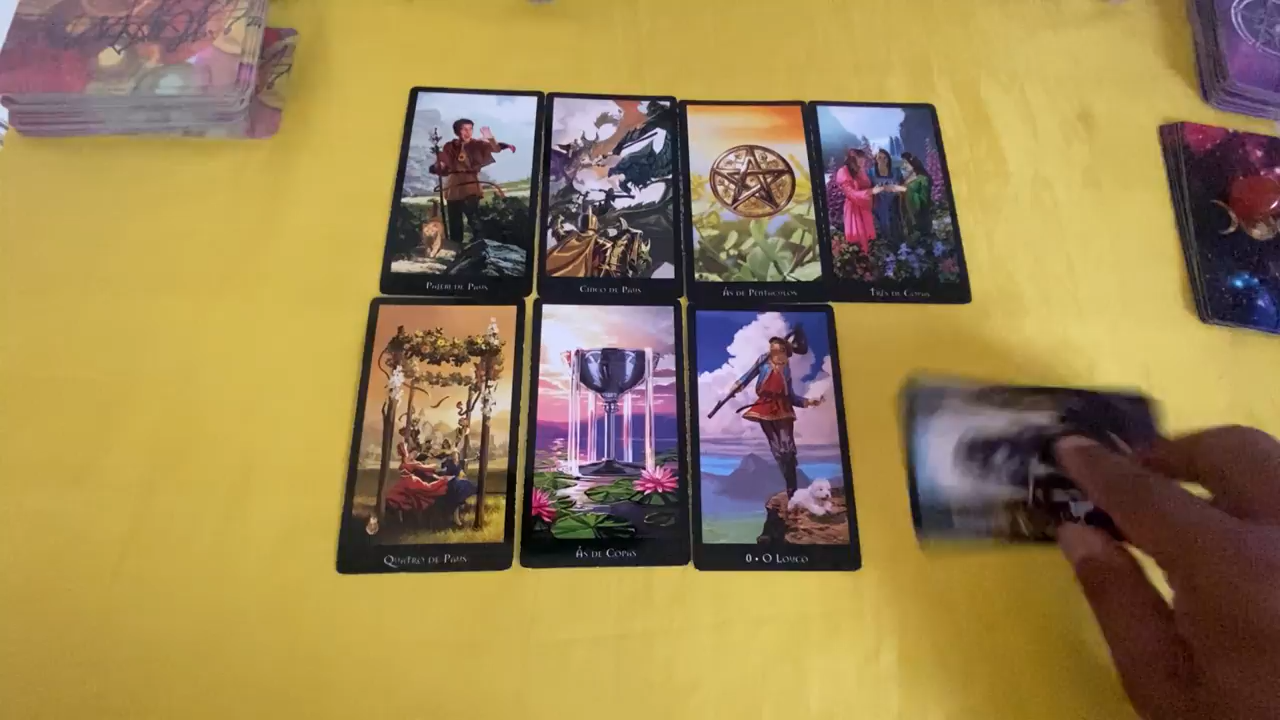 Pajem de Paus
Cinco de Paus
Ás de Pentáculos
Três de Copas
Quatro de Paus
Ás de Copas
0 • O Louco